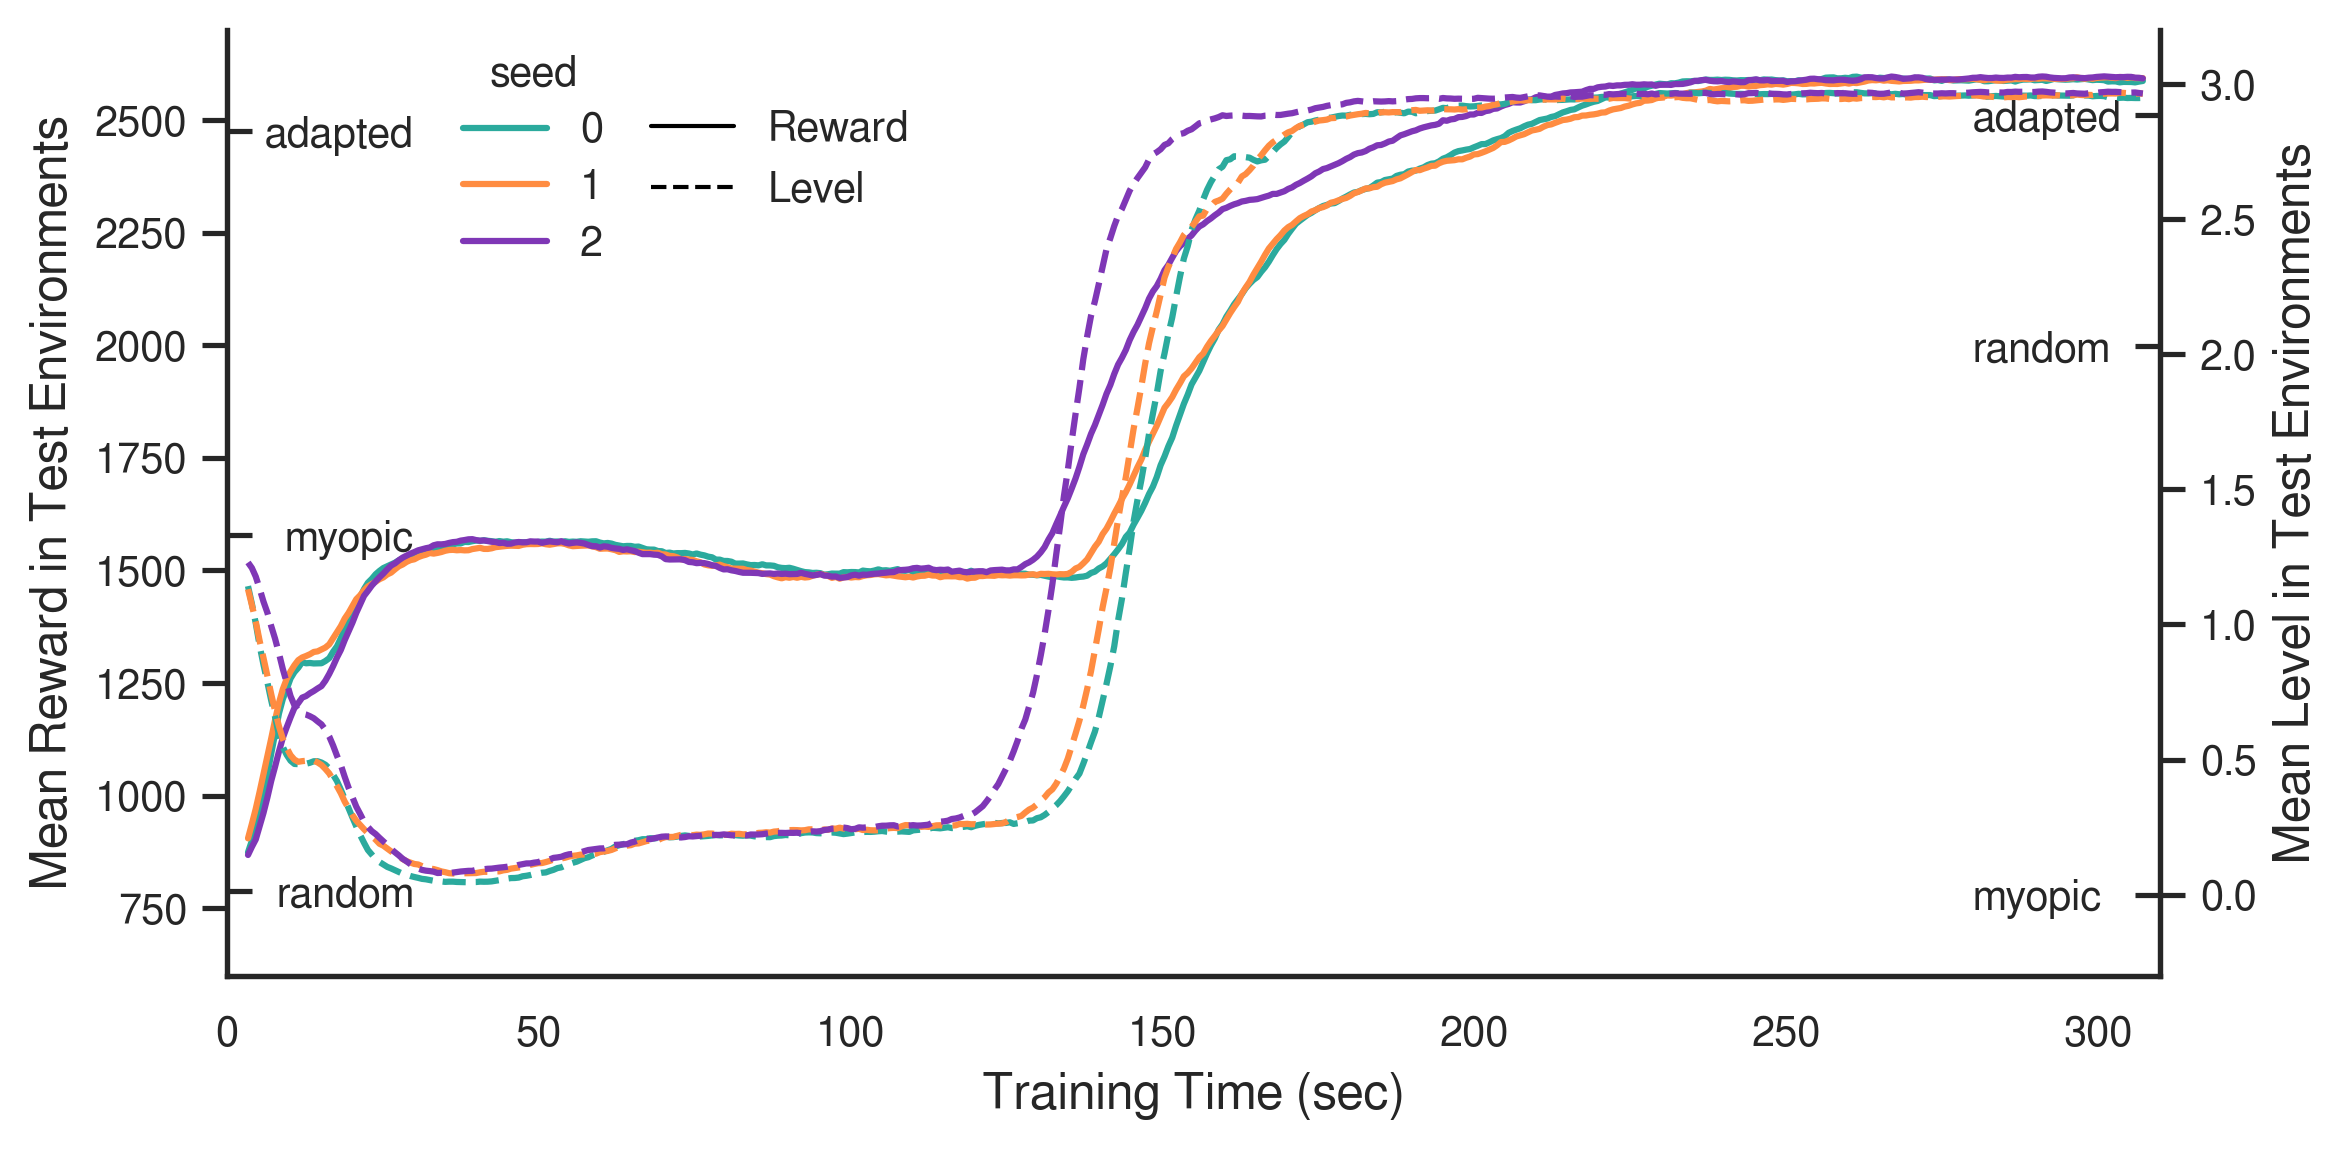 Mean Reward in Test Environments
2500
2250
2000
1750
1500
1250
1000
750
adapted
myopic
random
seed
0
1
2
Reward
Level
adapted
random
myopic
3.0
2.5
2.0
1.5
1.0
0.5
0.0
Mean Level in Test Environments
0 50 100 150 200 250 300
Training Time (sec)